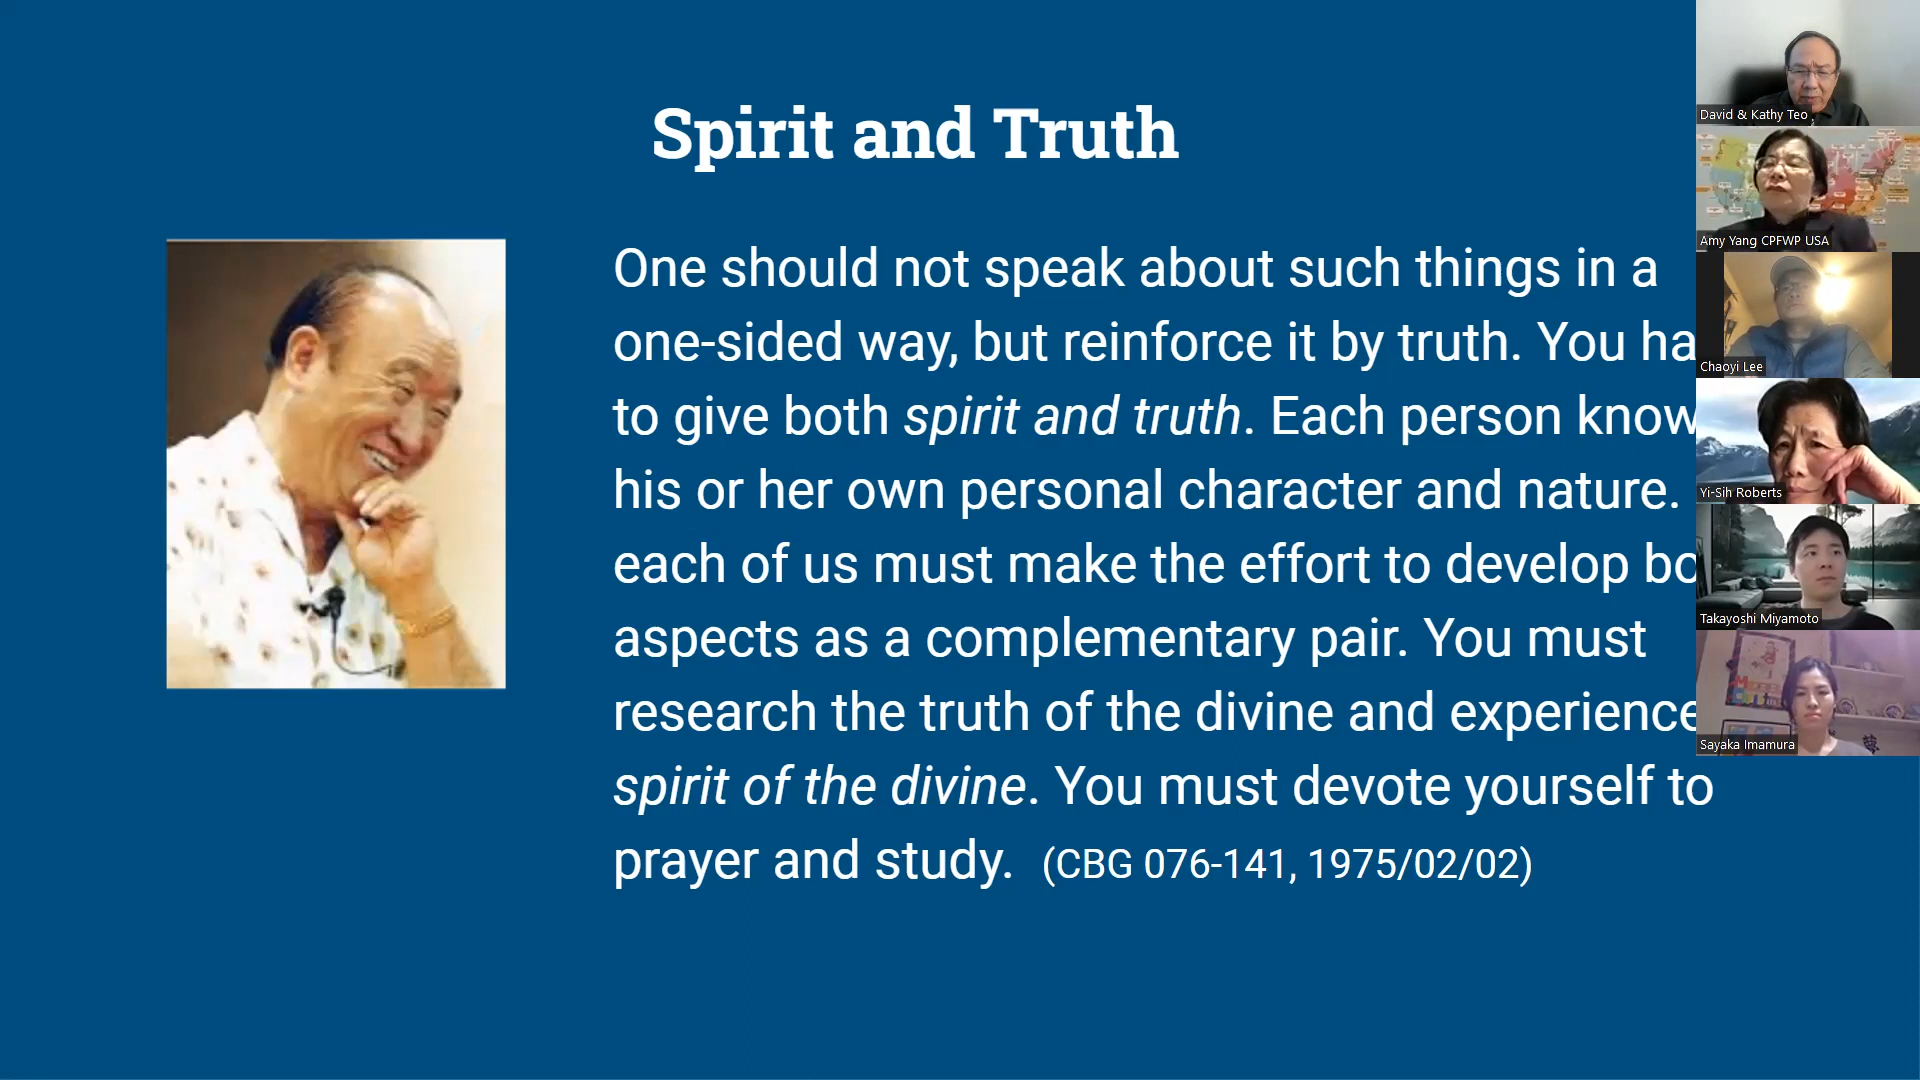 Spirit and Truth
One should not speak about such things in a
one-sided way, but reinforce it by truth. You ha
to give both spirit and truth. Each person know
his or her own personal character and nature.
each of us must make the effort to develop bo
aspects as a complementary pair. You must
research the truth of the divine and experience
spirit of the divine. You must devote yourself to
prayer and study. (CBG 076-141, 1975/02/02)
David & Kathy Teo
Amy Yang CPFWP USA
Chaoyi Lee
Yi-Sih Roberts
Takayoshi Miyamoto
Sayaka Imamura